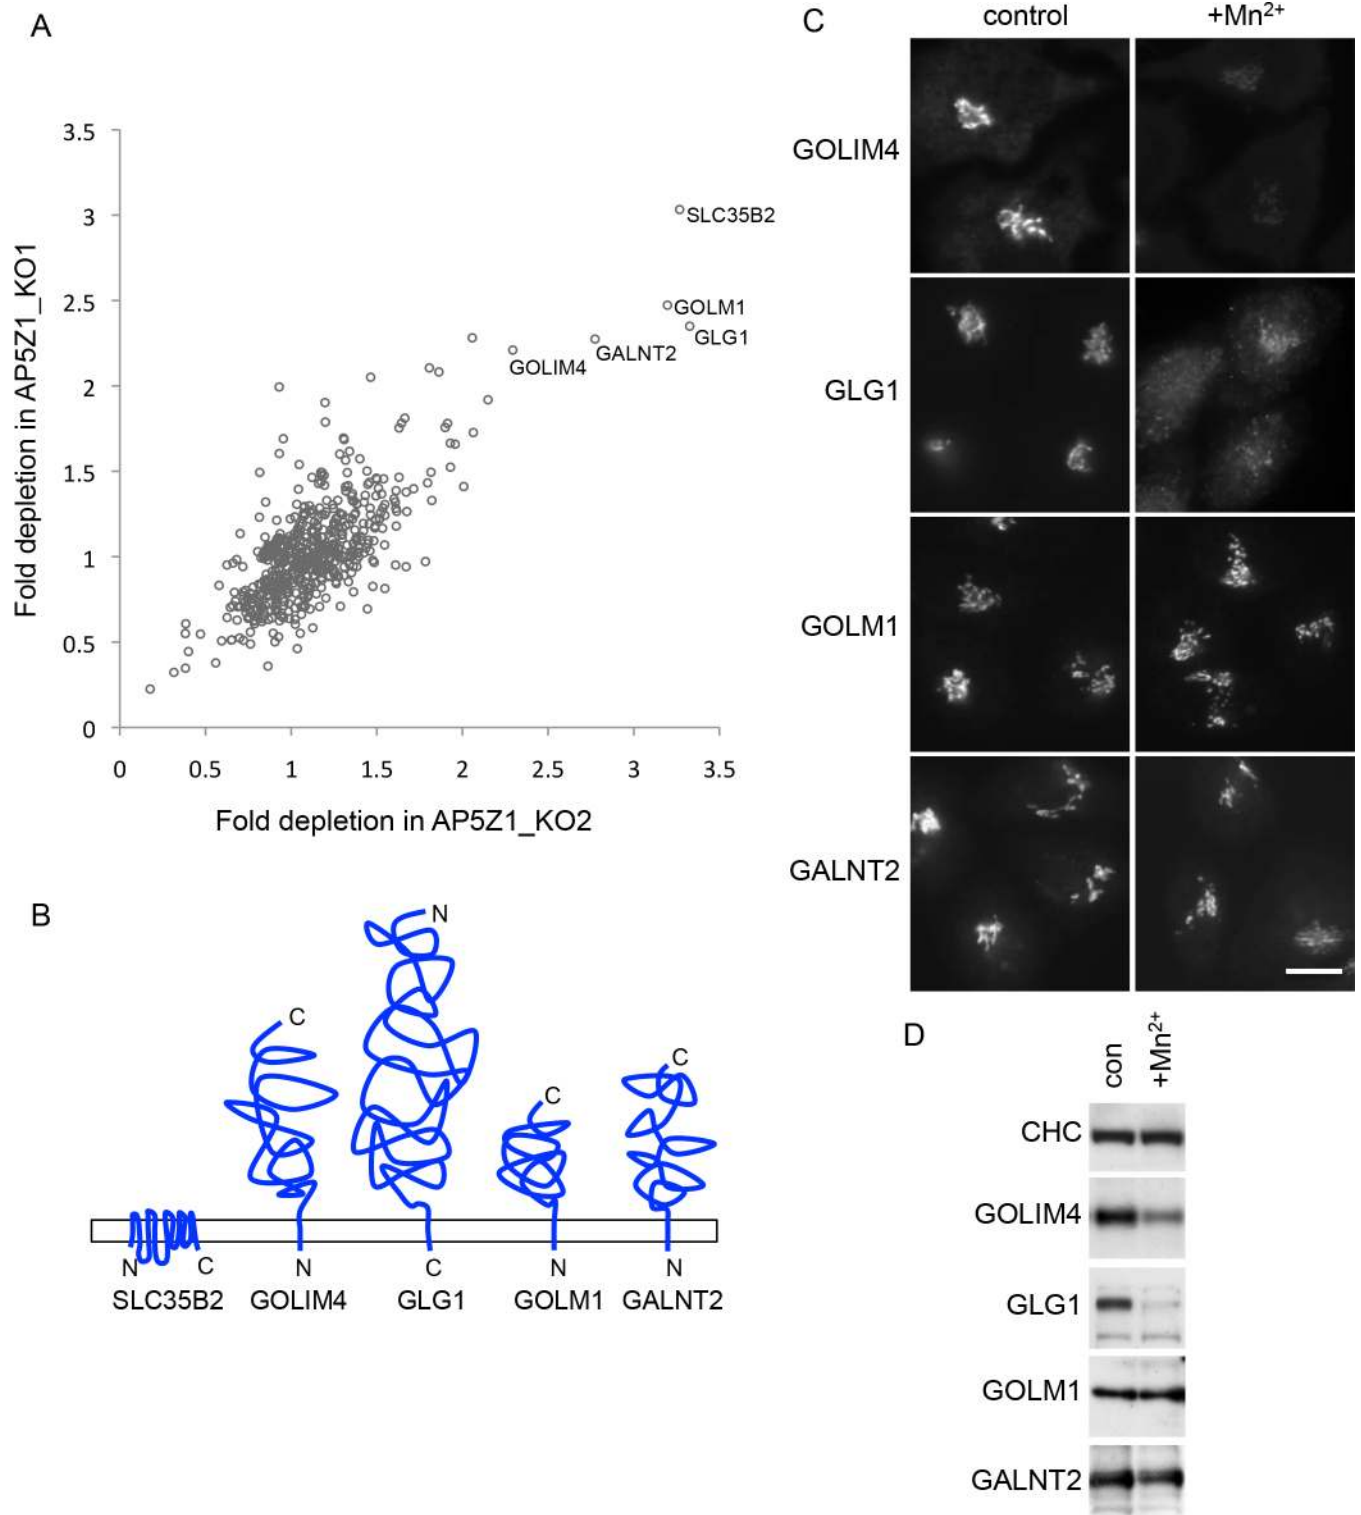 A
Fold depletion in AP5Z1_KO1
3.5
3
2.5
2
1.5
1
0.5
0
SLC35B2
GOLM1
GLG1
GALNT2
GOLIM4
0 0.5 1 1.5 2 2.5 3 3.5
Fold depletion in AP5Z1_KO2
B
N
C
C
C
N C N C N N
SLC35B2 GOLIM4 GLG1 GOLM1 GALNT2
C
control +Mn²⁺
GOLIM4
GLG1
GOLM1
GALNT2
D
con +Mn²⁺
CHC
GOLIM4
GLG1
GOLM1
GALNT2